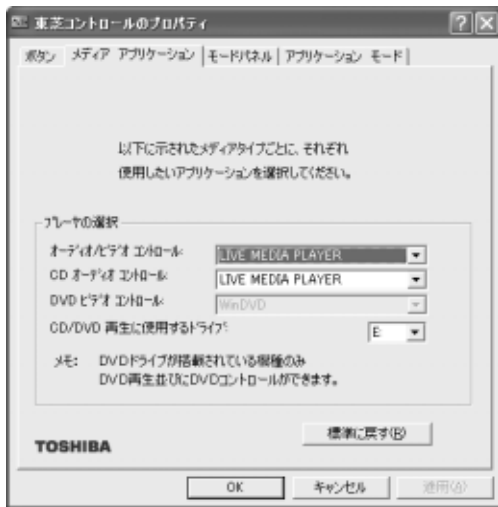 東芝コントロールのプロパティ
ボタン メディア アプリケーション モードパネル アプリケーション モード
以下に示されたメディアタイプごとに、それぞれ
使用したいアプリケーションを選択してください。
プレーヤの選択
オーディオ/ビデオ コントロール: LIVE MEDIA PLAYER
CD オーディオ コントロール: LIVE MEDIA PLAYER
DVD ビデオ コントロール: WinDVD
CD/DVD 再生に使用するドライブ: E:
メモ: DVDドライブが搭載されている機種のみ
DVD再生並びにDVDコントロールができます。
標準に戻す(R)
TOSHIBA
OK キャンセル 適用(A)